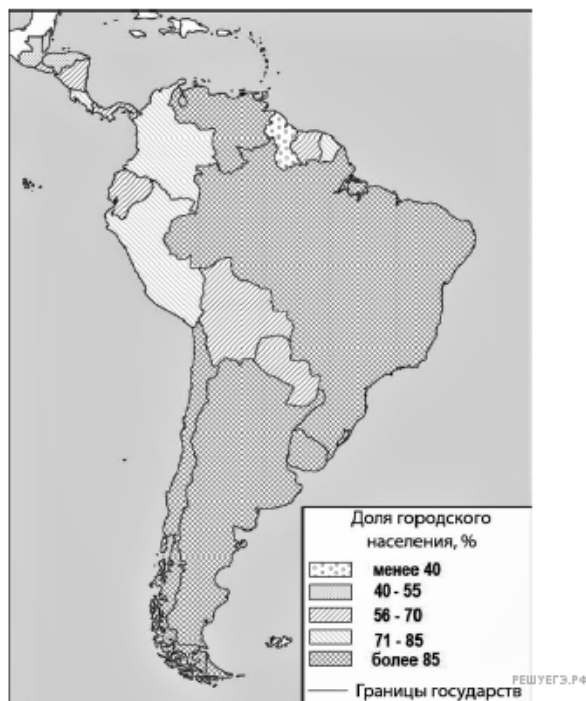 Доля городского
населения, %
менее 40
40 - 55
56 - 70
71 - 85
более 85
Границы государств
РЕШУЕГЭ.РФ